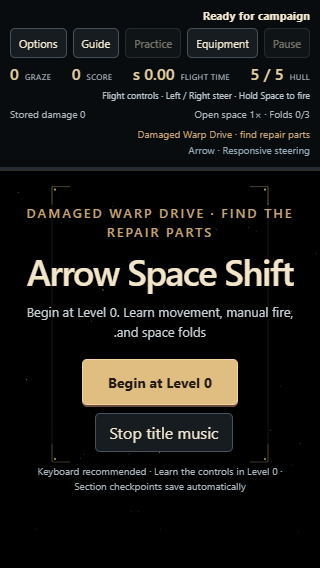 Ready for campaign
Options Guide Practice Equipment Pause
0 GRAZE 0 SCORE s 0.00 FLIGHT TIME 5 / 5 HULL
Flight controls · Left / Right steer · Hold Space to fire
Stored damage 0 Open space 1× · Folds 0/3
Damaged Warp Drive · find repair parts
Arrow · Responsive steering
DAMAGED WARP DRIVE · FIND THE
REPAIR PARTS
Arrow Space Shift
Begin at Level 0. Learn movement, manual fire,
.and space folds
Begin at Level 0
Stop title music
Keyboard recommended · Learn the controls in Level 0 ·
Section checkpoints save automatically